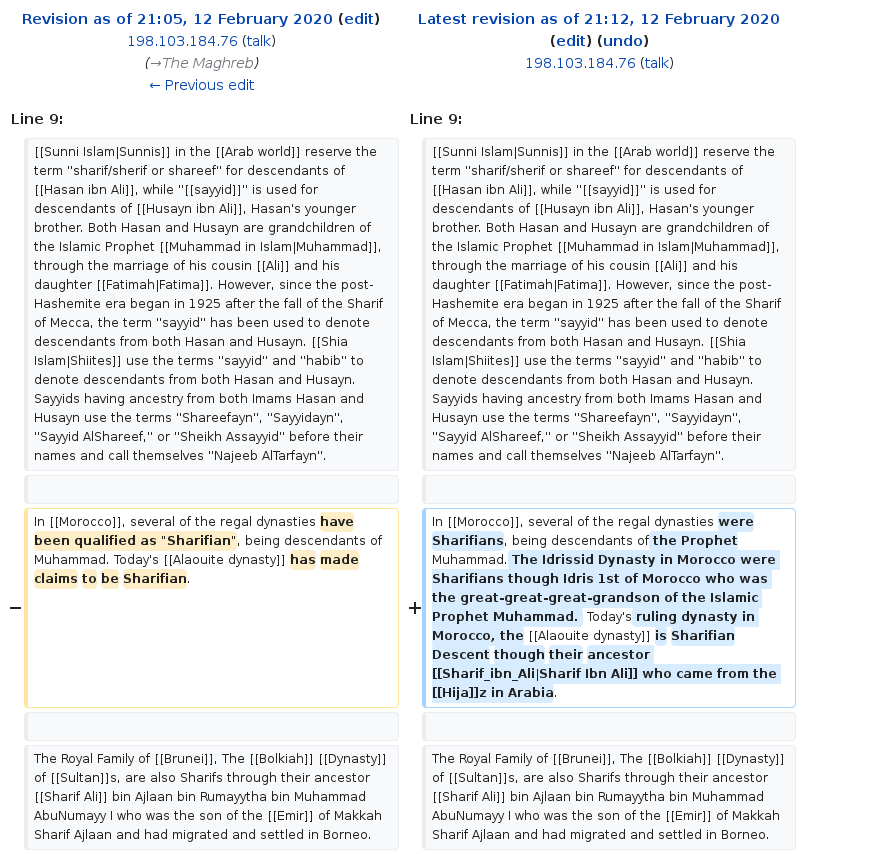 Revision as of 21:05, 12 February 2020 (edit)
198.103.184.76 (talk)
(→The Maghreb)
← Previous edit
Latest revision as of 21:12, 12 February 2020
(edit) (undo)
198.103.184.76 (talk)
Line 9:
Line 9:
[[Sunni Islam|Sunnis]] in the [[Arab world]] reserve the
term "sharif/sherif or shareef" for descendants of
[[Hasan ibn Ali]], while "[[sayyid]]" is used for
descendants of [[Husayn ibn Ali]], Hasan's younger
brother. Both Hasan and Husayn are grandchildren of
the Islamic Prophet [[Muhammad in Islam|Muhammad]],
through the marriage of his cousin [[Ali]] and his
daughter [[Fatimah|Fatima]]. However, since the post-
Hashemite era began in 1925 after the fall of the Sharif
of Mecca, the term "sayyid" has been used to denote
descendants from both Hasan and Husayn. [[Shia
Islam|Shiites]] use the terms "sayyid" and "habib" to
denote descendants from both Hasan and Husayn.
Sayyids having ancestry from both Imams Hasan and
Husayn use the terms "Shareefayn", "Sayyidayn",
"Sayyid AlShareef," or "Sheikh Assayyid" before their
names and call themselves "Najeeb AlTarfayn".
[[Sunni Islam|Sunnis]] in the [[Arab world]] reserve the
term "sharif/sherif or shareef" for descendants of
[[Hasan ibn Ali]], while "[[sayyid]]" is used for
descendants of [[Husayn ibn Ali]], Hasan's younger
brother. Both Hasan and Husayn are grandchildren of
the Islamic Prophet [[Muhammad in Islam|Muhammad]],
through the marriage of his cousin [[Ali]] and his
daughter [[Fatimah|Fatima]]. However, since the post-
Hashemite era began in 1925 after the fall of the Sharif
of Mecca, the term "sayyid" has been used to denote
descendants from both Hasan and Husayn. [[Shia
Islam|Shiites]] use the terms "sayyid" and "habib" to
denote descendants from both Hasan and Husayn.
Sayyids having ancestry from both Imams Hasan and
Husayn use the terms "Shareefayn", "Sayyidayn",
"Sayyid AlShareef," or "Sheikh Assayyid" before their
names and call themselves "Najeeb AlTarfayn".
−
In [[Morocco]], several of the regal dynasties have
been qualified as "Sharifian", being descendants of
Muhammad. Today's [[Alaouite dynasty]] has made
claims to be Sharifian.
+
In [[Morocco]], several of the regal dynasties were
Sharifians, being descendants of the Prophet
Muhammad. The Idrissid Dynasty in Morocco were
Sharifians though Idris 1st of Morocco who was
the great-great-great-grandson of the Islamic
Prophet Muhammad.  Today's ruling dynasty in
Morocco, the [[Alaouite dynasty]] is Sharifian
Descent though their ancestor
[[Sharif_ibn_Ali|Sharif Ibn Ali]] who came from the
[[Hija]]z in Arabia.
The Royal Family of [[Brunei]], The [[Bolkiah]] [[Dynasty]]
of [[Sultan]]s, are also Sharifs through their ancestor
[[Sharif Ali]] bin Ajlaan bin Rumayytha bin Muhammad
AbuNumayy I who was the son of the [[Emir]] of Makkah
Sharif Ajlaan and had migrated and settled in Borneo.
The Royal Family of [[Brunei]], The [[Bolkiah]] [[Dynasty]]
of [[Sultan]]s, are also Sharifs through their ancestor
[[Sharif Ali]] bin Ajlaan bin Rumayytha bin Muhammad
AbuNumayy I who was the son of the [[Emir]] of Makkah
Sharif Ajlaan and had migrated and settled in Borneo.